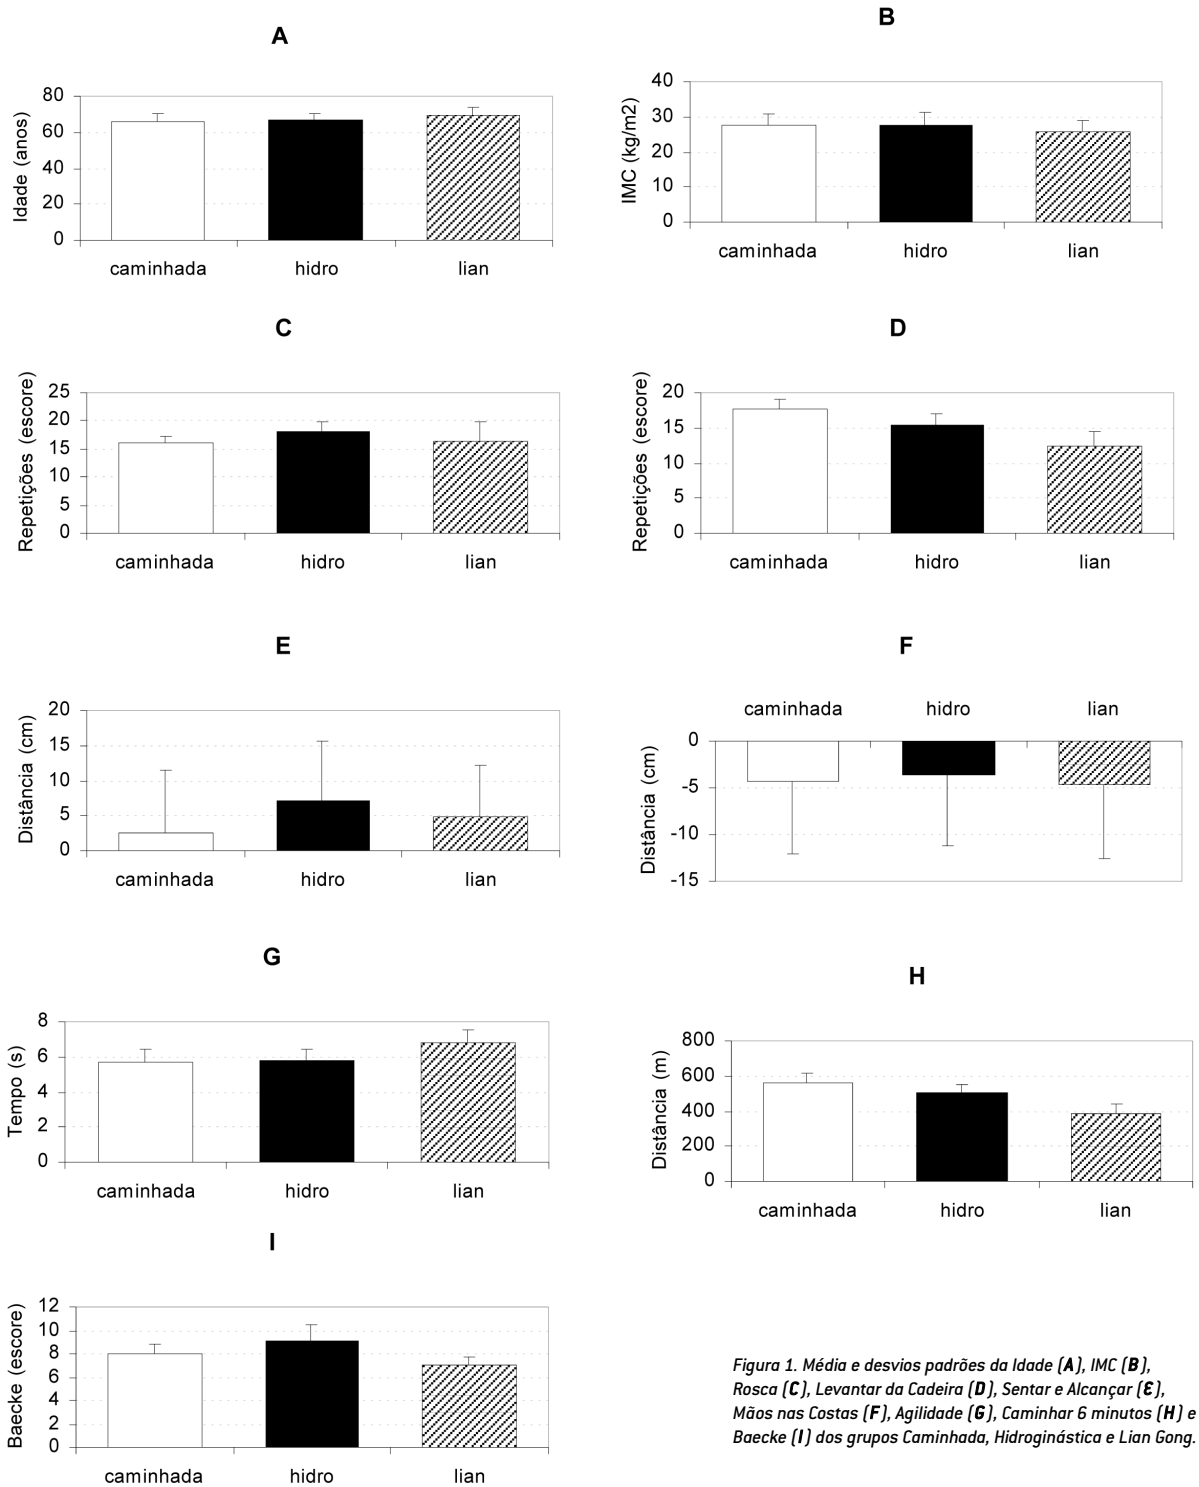 A
Idade (anos)
80
60
40
20
0
caminhada hidro lian
B
IMC (kg/m2)
40
30
20
10
0
caminhada hidro lian
C
Repetições (escore)
25
20
15
10
5
0
caminhada hidro lian
D
Repetições (escore)
20
15
10
5
0
caminhada hidro lian
E
Distância (cm)
20
15
10
5
0
caminhada hidro lian
F
caminhada hidro lian
Distância (cm)
0
-5
-10
-15
G
Tempo (s)
8
6
4
2
0
caminhada hidro lian
H
Distância (m)
800
600
400
200
0
caminhada hidro lian
I
Baecke (escore)
12
10
8
6
4
2
0
caminhada hidro lian
Figura 1. Média e desvios padrões da Idade (A), IMC (B),
Rosca (C), Levantar da Cadeira (D), Sentar e Alcançar (E),
Mãos nas Costas (F), Agilidade (G), Caminhar 6 minutos (H) e
Baecke (I) dos grupos Caminhada, Hidroginástica e Lian Gong.